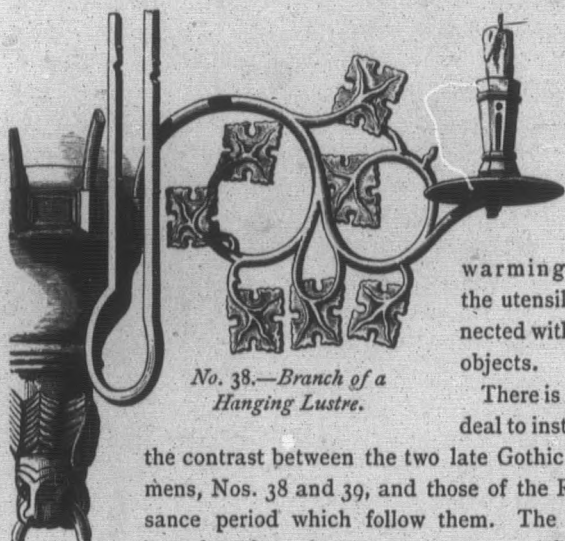 No. 38.—Branch of a
Hanging Lustre.
warming
the utensil
nected with
objects.
There is
deal to inst
the contrast between the two late Gothic
mens, Nos. 38 and 39, and those of the R
sance period which follow them. The